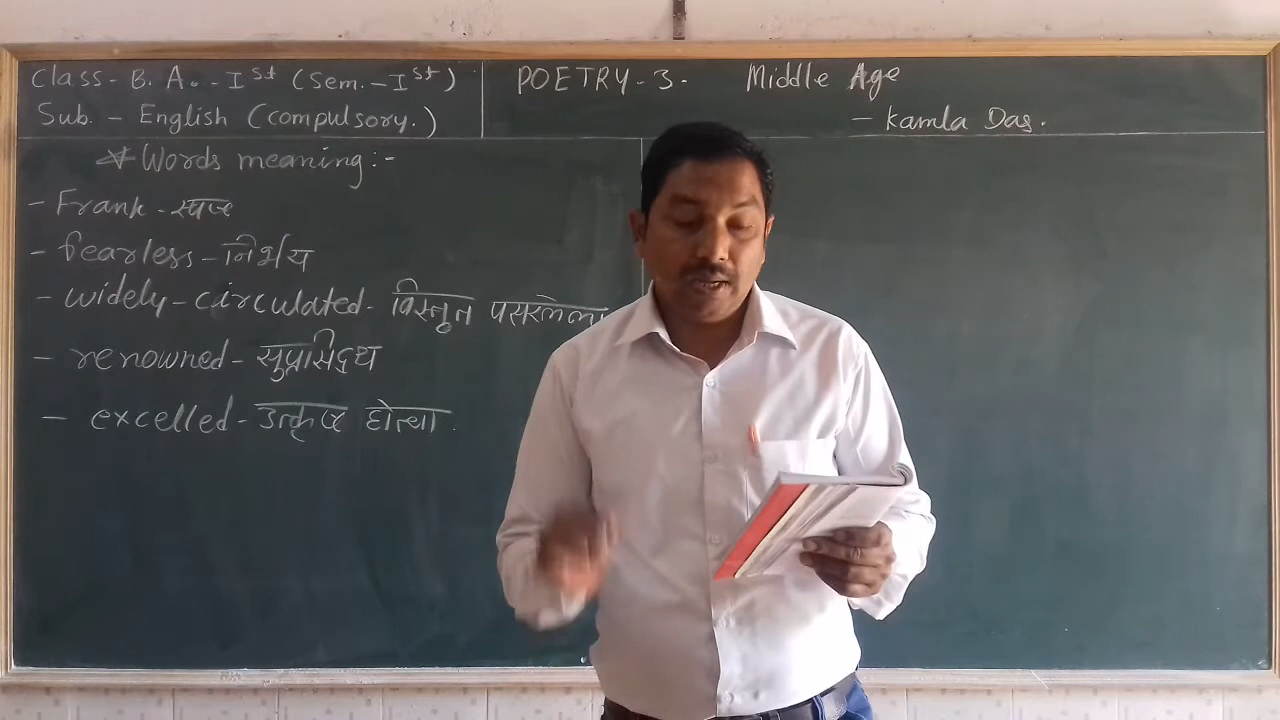 Class - B. A. - Ist (Sem. - Ist)
Sub. - English (compulsory.)
POETRY - 3 - Middle Age
- Kamla Das.
* Words meaning :-
- Frank - स्पष्ट
- fearless - निर्भय
- widely - circulated - विस्तृत पसरलेला
- renowned - सुप्रसिद्ध
- excelled - उत्कृष्ट होत्या.